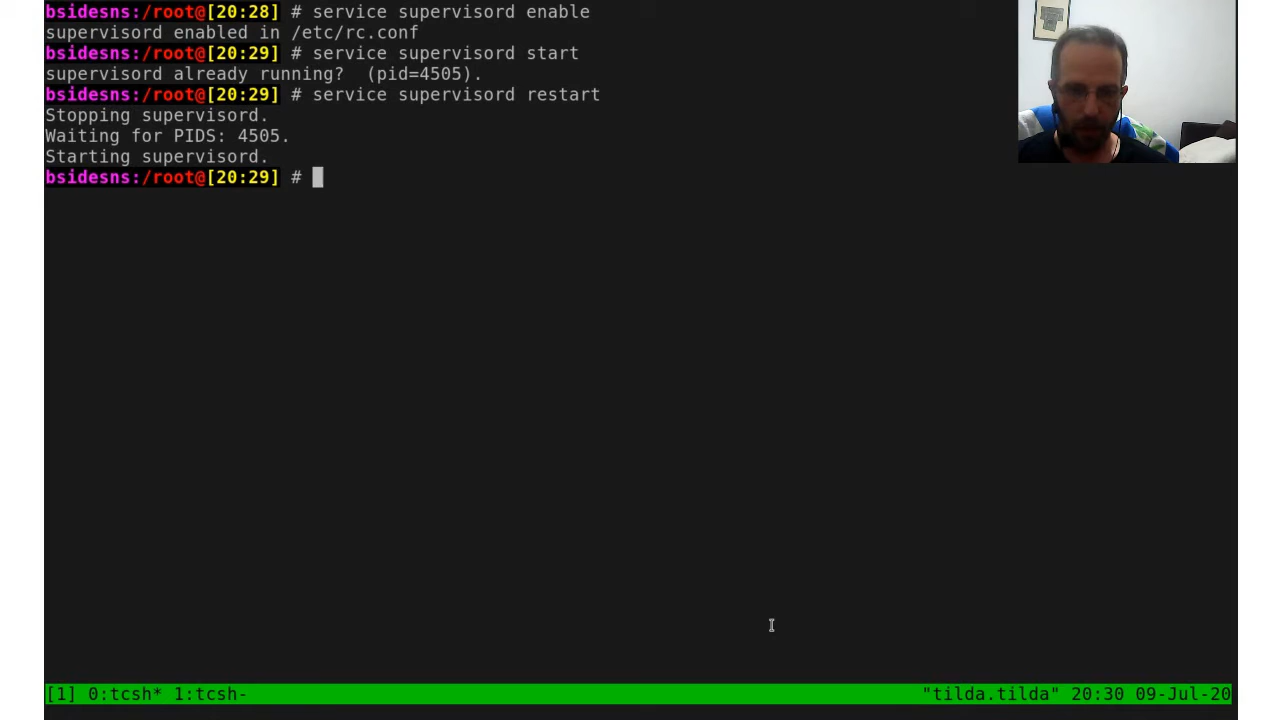 bsidesns:/root@[20:28] # service supervisord enable
supervisord enabled in /etc/rc.conf
bsidesns:/root@[20:29] # service supervisord start
supervisord already running?  (pid=4505).
bsidesns:/root@[20:29] # service supervisord restart
Stopping supervisord.
Waiting for PIDS: 4505.
Starting supervisord.
bsidesns:/root@[20:29] #
[1] 0:tcsh* 1:tcsh- "tilda.tilda" 20:30 09-Jul-20